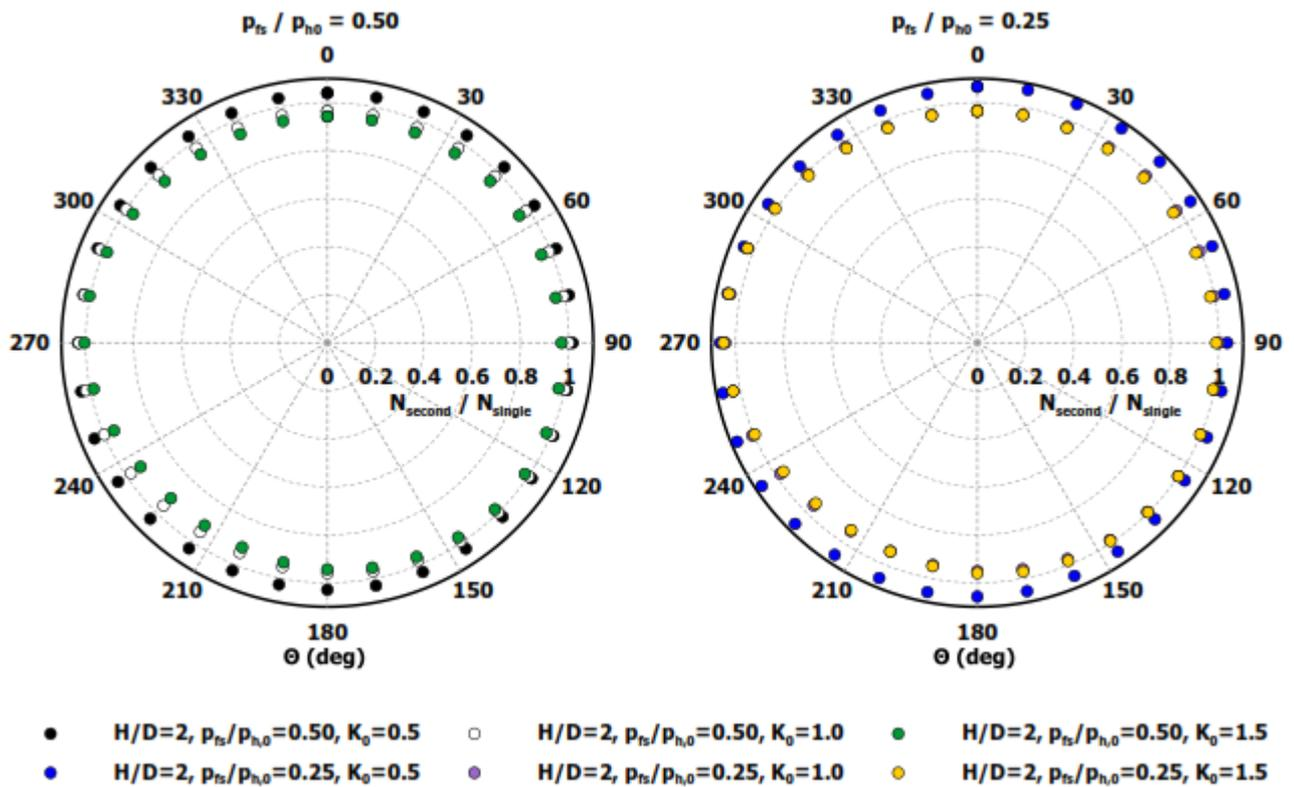 p_fs / p_h0 = 0.50
0
330 30
300 60
270 90
0 0.2 0.4 0.6 0.8 1
N_second / N_single
240 120
210 150
180
Θ (deg)
p_fs / p_h0 = 0.25
0
330 30
300 60
270 90
0 0.2 0.4 0.6 0.8 1
N_second / N_single
240 120
210 150
180
Θ (deg)
H/D=2, p_fs/p_h,0=0.50, K_0=0.5
H/D=2, p_fs/p_h,0=0.50, K_0=1.0
H/D=2, p_fs/p_h,0=0.50, K_0=1.5
H/D=2, p_fs/p_h,0=0.25, K_0=0.5
H/D=2, p_fs/p_h,0=0.25, K_0=1.0
H/D=2, p_fs/p_h,0=0.25, K_0=1.5